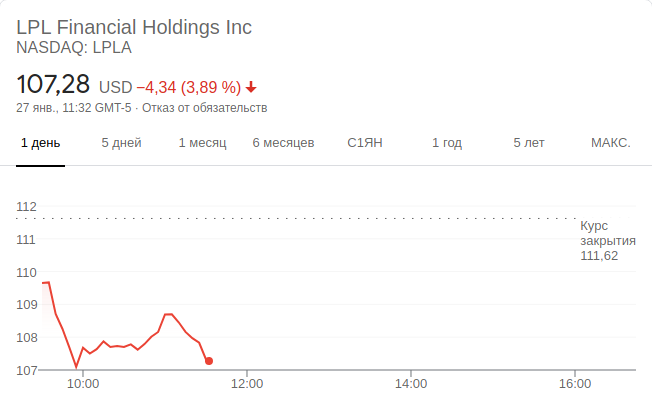 LPL Financial Holdings Inc
NASDAQ: LPLA
107,28 USD −4,34 (3,89 %)
27 янв., 11:32 GMT-5 · Отказ от обязательств
1 день 5 дней 1 месяц 6 месяцев С1ЯН 1 год 5 лет МАКС.
112
Курс
закрытия
111,62
111
110
109
108
107
10:00 12:00 14:00 16:00